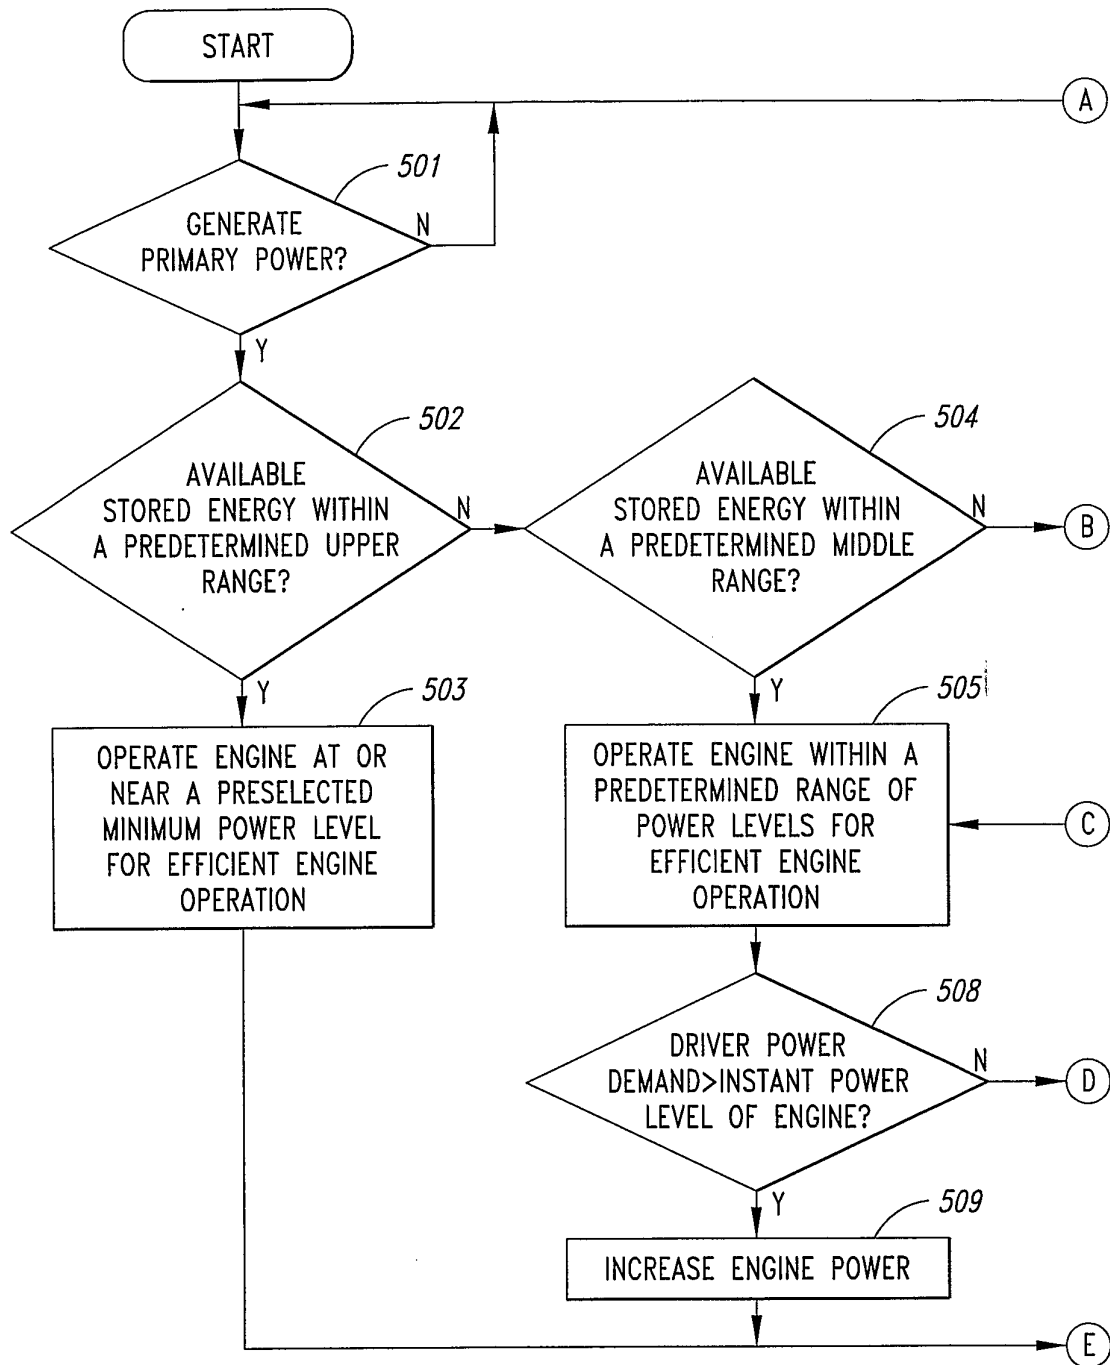 START
A
501
GENERATE
PRIMARY POWER?
N
Y
502
AVAILABLE
STORED ENERGY WITHIN
A PREDETERMINED UPPER
RANGE?
N
Y
504
AVAILABLE
STORED ENERGY WITHIN
A PREDETERMINED MIDDLE
RANGE?
N
B
Y
503
OPERATE ENGINE AT OR
NEAR A PRESELECTED
MINIMUM POWER LEVEL
FOR EFFICIENT ENGINE
OPERATION
505
OPERATE ENGINE WITHIN A
PREDETERMINED RANGE OF
POWER LEVELS FOR
EFFICIENT ENGINE
OPERATION
C
508
DRIVER POWER
DEMAND>INSTANT POWER
LEVEL OF ENGINE?
N
D
Y
509
INCREASE ENGINE POWER
E